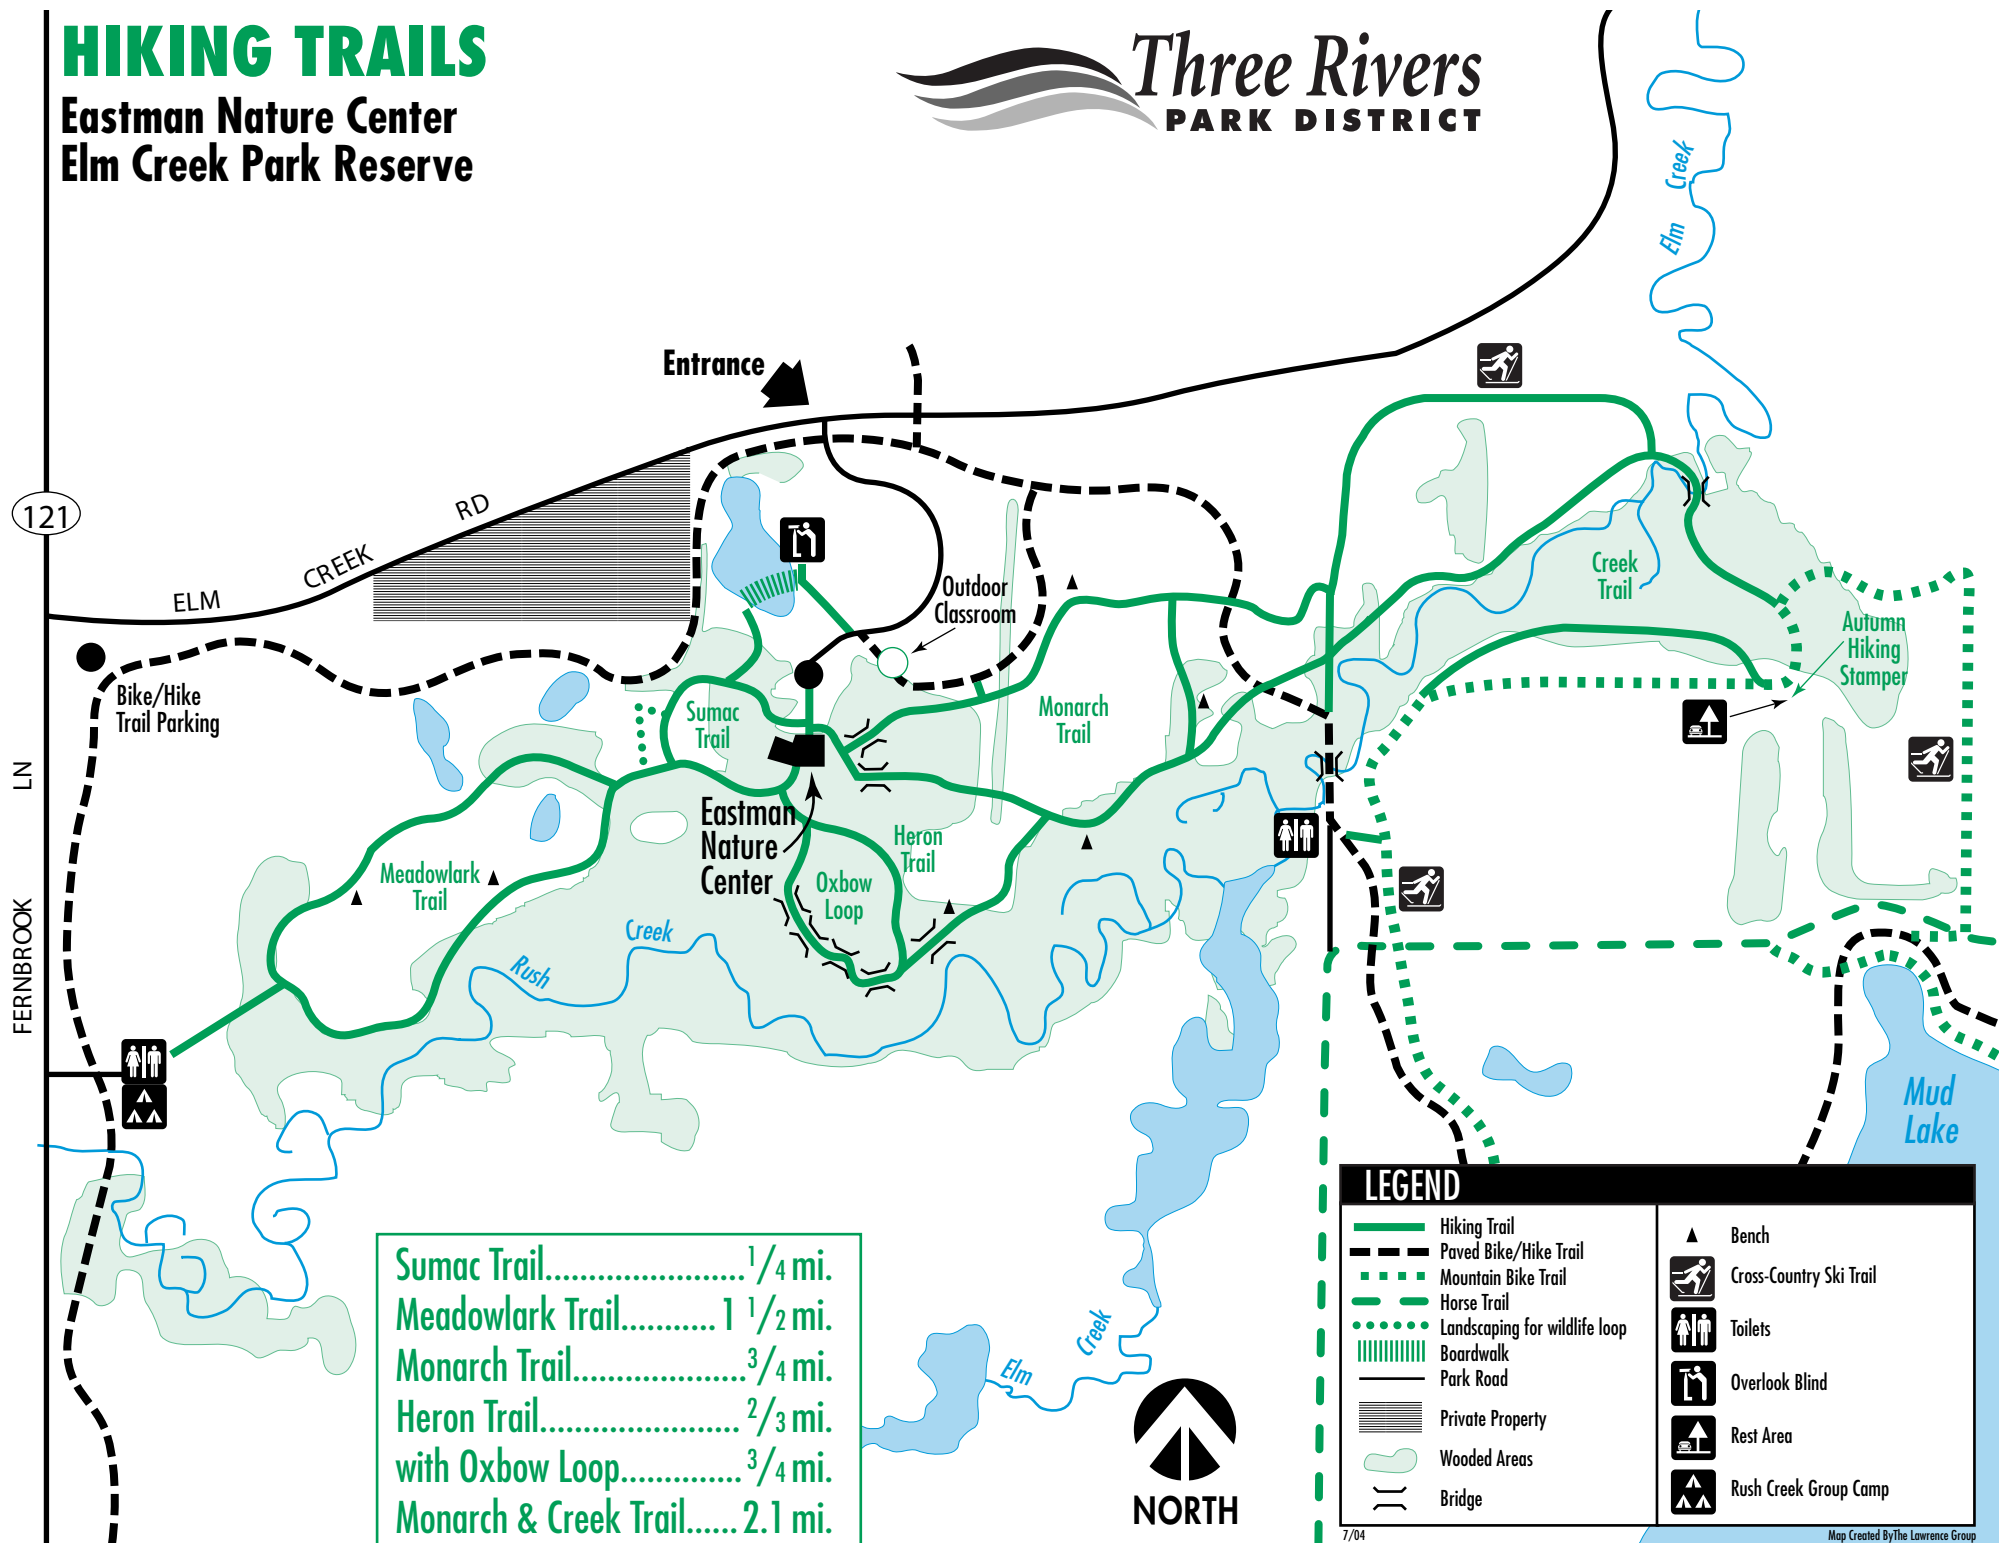 HIKING TRAILS
Eastman Nature Center
Elm Creek Park Reserve
Three Rivers
PARK DISTRICT
Elm Creek
Entrance
121
ELM CREEK RD
Outdoor
Classroom
Creek
Trail
Autumn
Hiking
Stamper
Bike/Hike
Trail Parking
Sumac
Trail
Monarch
Trail
FERNBROOK LN
Eastman
Nature
Center
Heron
Trail
Meadowlark
Trail
Oxbow
Loop
Rush Creek
Mud
Lake
Elm Creek
NORTH
Sumac Trail.......................1/4 mi.
Meadowlark Trail...........1 1/2 mi.
Monarch Trail....................3/4 mi.
Heron Trail.......................2/3 mi.
with Oxbow Loop..............3/4 mi.
Monarch & Creek Trail......2.1 mi.
LEGEND
Hiking Trail
Paved Bike/Hike Trail
Mountain Bike Trail
Horse Trail
Landscaping for wildlife loop
Boardwalk
Park Road
Private Property
Wooded Areas
Bridge
Bench
Cross-Country Ski Trail
Toilets
Overlook Blind
Rest Area
Rush Creek Group Camp
7/04
Map Created ByThe Lawrence Group